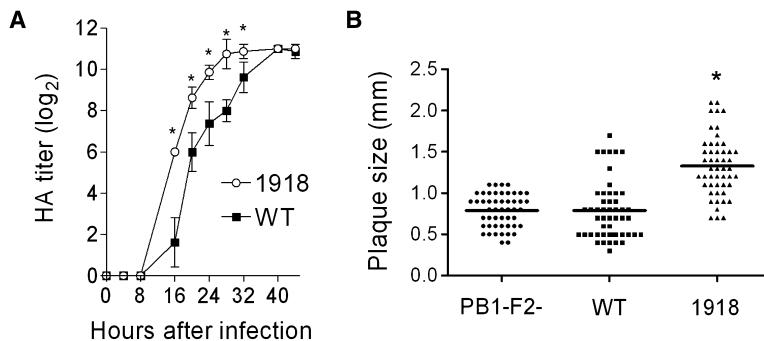 A
HA titer (log2)
12
10
8
6
4
2
0
* * * * *
1918
WT
0 8 16 24 32 40
Hours after infection
B
Plaque size (mm)
2.5
2.0
1.5
1.0
0.5
0.0
*
PB1-F2- WT 1918